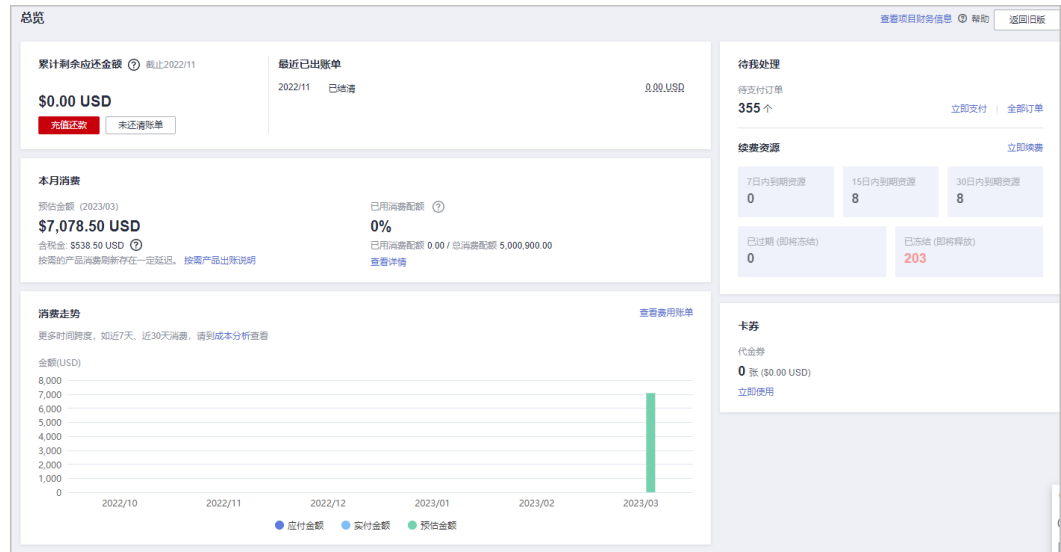 总览
查看项目财务信息 ? 帮助 返回旧版
累计剩余应还金额 ? 截止2022/11
$0.00 USD
充值还款 未还清账单
最近已出账单
2022/11 已结清 0.00 USD
本月消费
预估金额 (2023/03)
$7,078.50 USD
含税金: $538.50 USD ?
按需的产品消费刷新存在一定延迟。 按需产品出账说明
已用消费配额 ?
0%
已用消费配额 0.00 / 总消费配额 5,000,900.00
查看详情
消费走势 查看费用账单
更多时间跨度，如近7天、近30天消费，请到成本分析查看
金额(USD)
8,000
7,000
6,000
5,000
4,000
3,000
2,000
1,000
0
2022/10 2022/11 2022/12 2023/01 2023/02 2023/03
应付金额 实付金额 预估金额
待我处理
待支付订单
355 个 立即支付 | 全部订单
续费资源 立即续费
7日内到期资源 15日内到期资源 30日内到期资源
0 8 8
已过期 (即将冻结) 已冻结 (即将释放)
0 203
卡券
代金券
0 张 ($0.00 USD)
立即使用